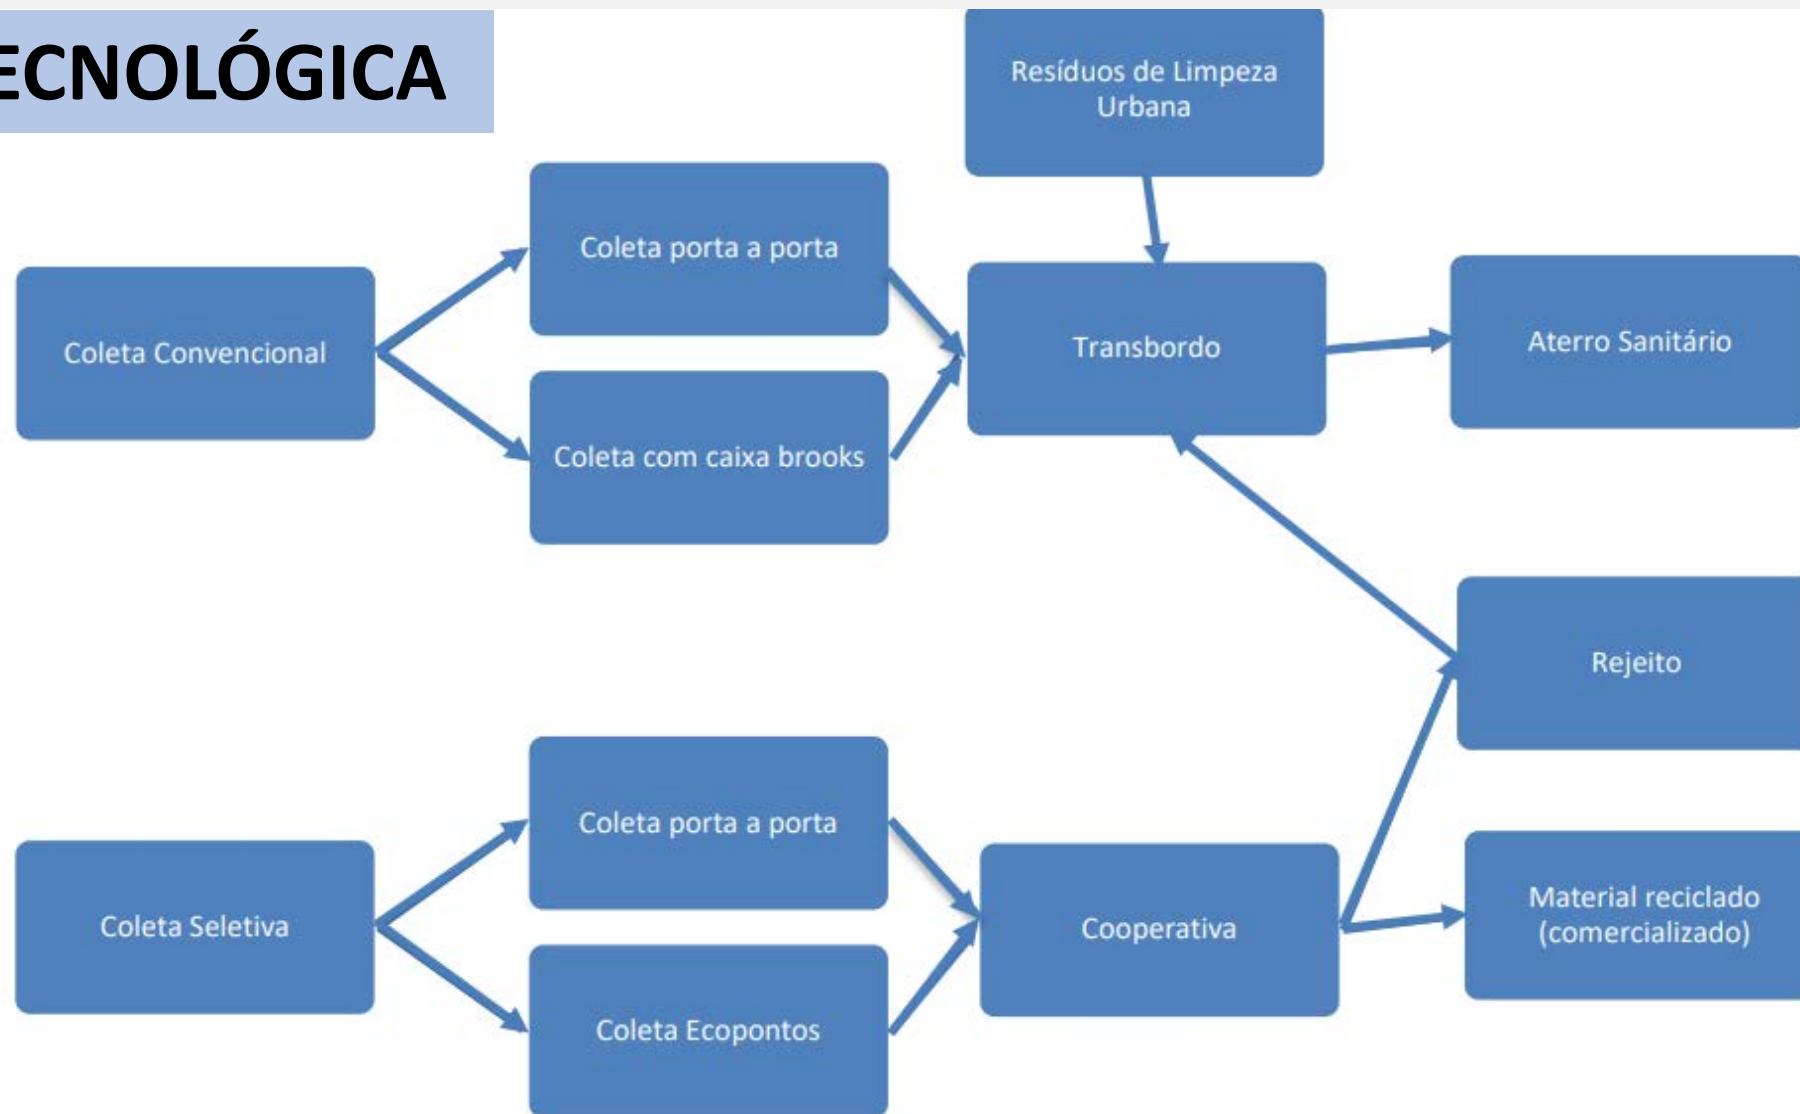 ECNOLÓGICA
Resíduos de Limpeza
Urbana
Coleta porta a porta
Coleta Convencional
Transbordo
Aterro Sanitário
Coleta com caixa brooks
Rejeito
Coleta porta a porta
Coleta Seletiva
Cooperativa
Material reciclado
(comercializado)
Coleta Ecopontos